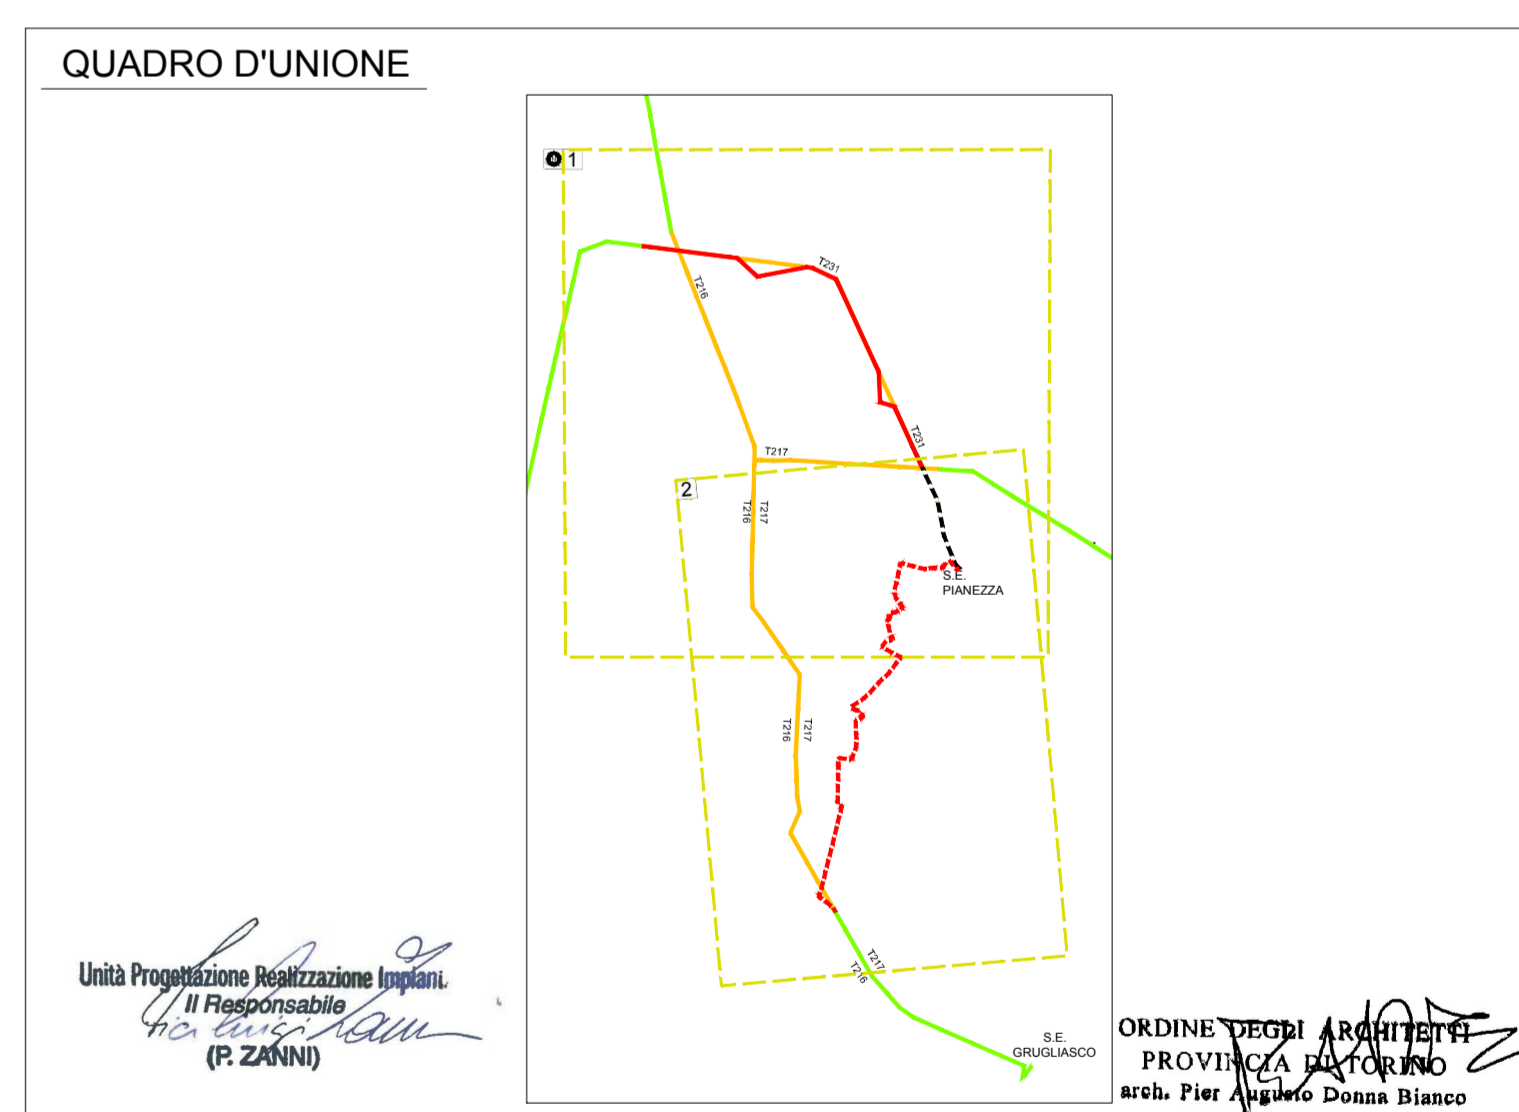 QUADRO D'UNIONE
1
T231
T216
T231
T217
2
T216
T217
S.E.
PIANEZZA
T216
T217
T217
T216
S.E.
GRUGLIASCO
Unità Progettazione Realizzazione Impiani.
Il Responsabile
(P. ZANNI)
ORDINE DEGLI ARCHITETTI
PROVINCIA DI TORINO
arch. Pier Augusto Donna Bianco